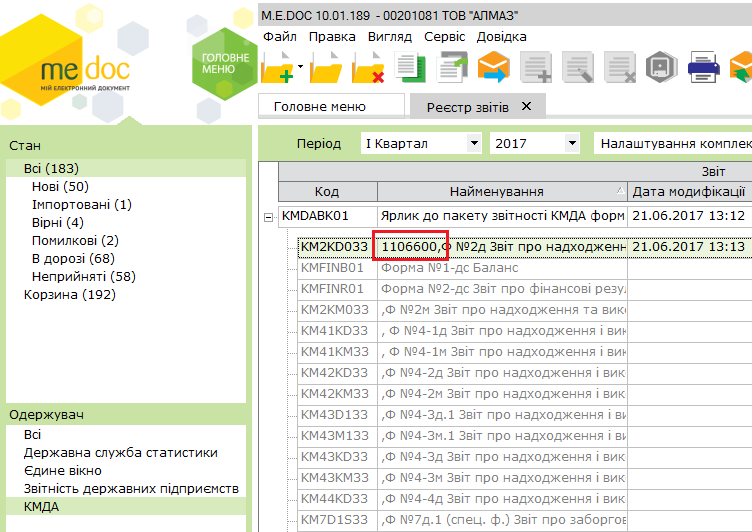 M.E.DOC 10.01.189 - 00201081 ТОВ "АЛМАЗ"
Файл Правка Вигляд Сервіс Довідка
me doc
МІЙ ЕЛЕКТРОННИЙ ДОКУМЕНТ
ГОЛОВНЕ
МЕНЮ
Головне меню Реєстр звітів ✕
Період I Квартал 2017 Налаштування комплек
Стан
Всі (183)
Нові (50)
Імпортовані (1)
Вірні (4)
Помилкові (2)
В дорозі (68)
Неприйняті (58)
Корзина (192)
Одержувач
Всі
Державна служба статистики
Єдине вікно
Звітність державних підприємств
КМДА
Звіт
Код Найменування Дата модифікації
KMDABK01 Ярлик до пакету звітності КМДА форм 21.06.2017 13:12
KM2KD033 1106600,Ф №2д Звіт про надходженн 21.06.2017 13:13
KMFINB01 Форма №1-дс Баланс
KMFINR01 Форма №2-дс Звіт про фінансові резул
KM2KM033 ,Ф №2м Звіт про надходження та вик
KM41KD33 ,Ф №4-1д Звіт про надходження і вик
KM41KM33 ,Ф №4-1м Звіт про надходження і вик
KM42KD33 ,Ф №4-2д Звіт про надходження і вик
KM42KM33 ,Ф №4-2м Звіт про надходження і вик
KM43D133 ,Ф №4-3д.1 Звіт про надходження і ви
KM43M133 ,Ф №4-3м.1 Звіт про надходження і ви
KM43KD33 ,Ф №4-3д Звіт про надходження і вик
KM43KM33 ,Ф №4-3м Звіт про надходження і вик
KM44KD33 ,Ф №4-4д Звіт про надходження і вик
KM7D1S33 ,Ф №7д.1 (спец. ф.) Звіт про заборгов